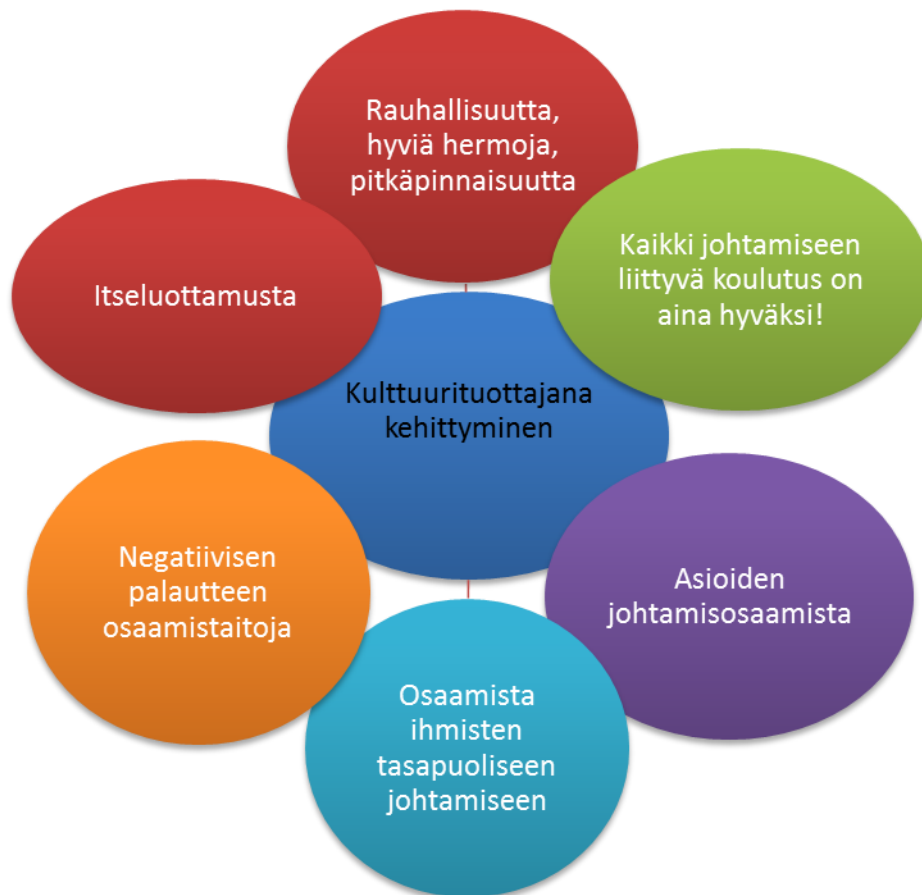 Rauhallisuutta,
hyviä hermoja,
pitkäpinnaisuutta
Kaikki johtamiseen
liittyvä koulutus on
aina hyväksi!
Itseluottamusta
Kulttuurituottajana
kehittyminen
Negatiivisen
palautteen
osaamistaitoja
Asioiden
johtamisosaamista
Osaamista
ihmisten
tasapuoliseen
johtamiseen